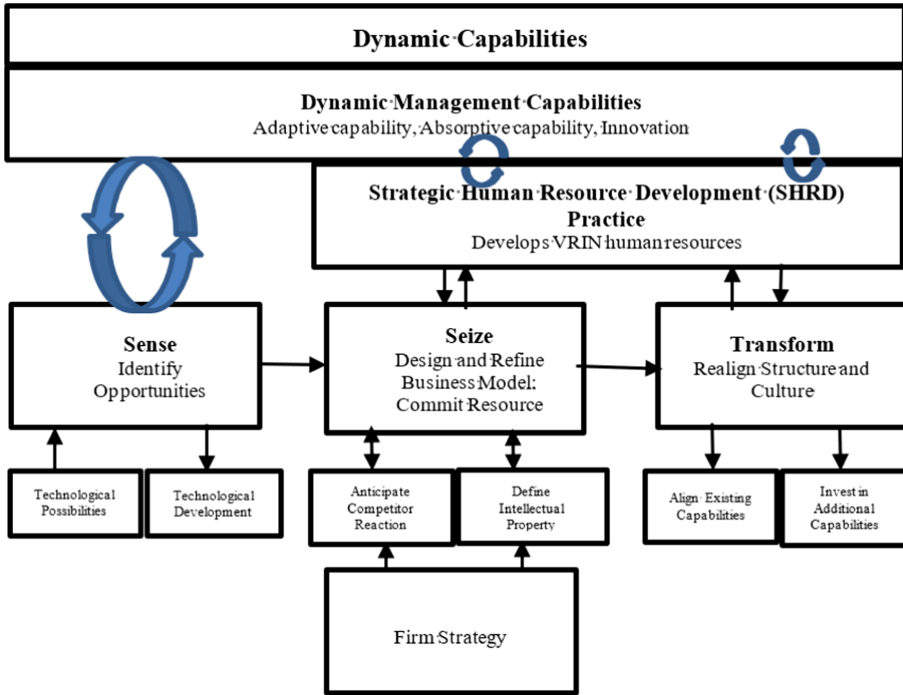 Dynamic Capabilities
Dynamic Management Capabilities
Adaptive capability, Absorptive capability, Innovation
Strategic Human Resource Development (SHRD)
Practice
Develops VRIN human resources
Sense
Identify
Opportunities
Seize
Design and Refine
Business Model:
Commit Resource
Transform
Realign Structure and
Culture
Technological
Possibilities
Technological
Development
Anticipate
Competitor
Reaction
Define
Intellectual
Property
Align Existing
Capabilities
Invest in
Additional
Capabilities
Firm Strategy